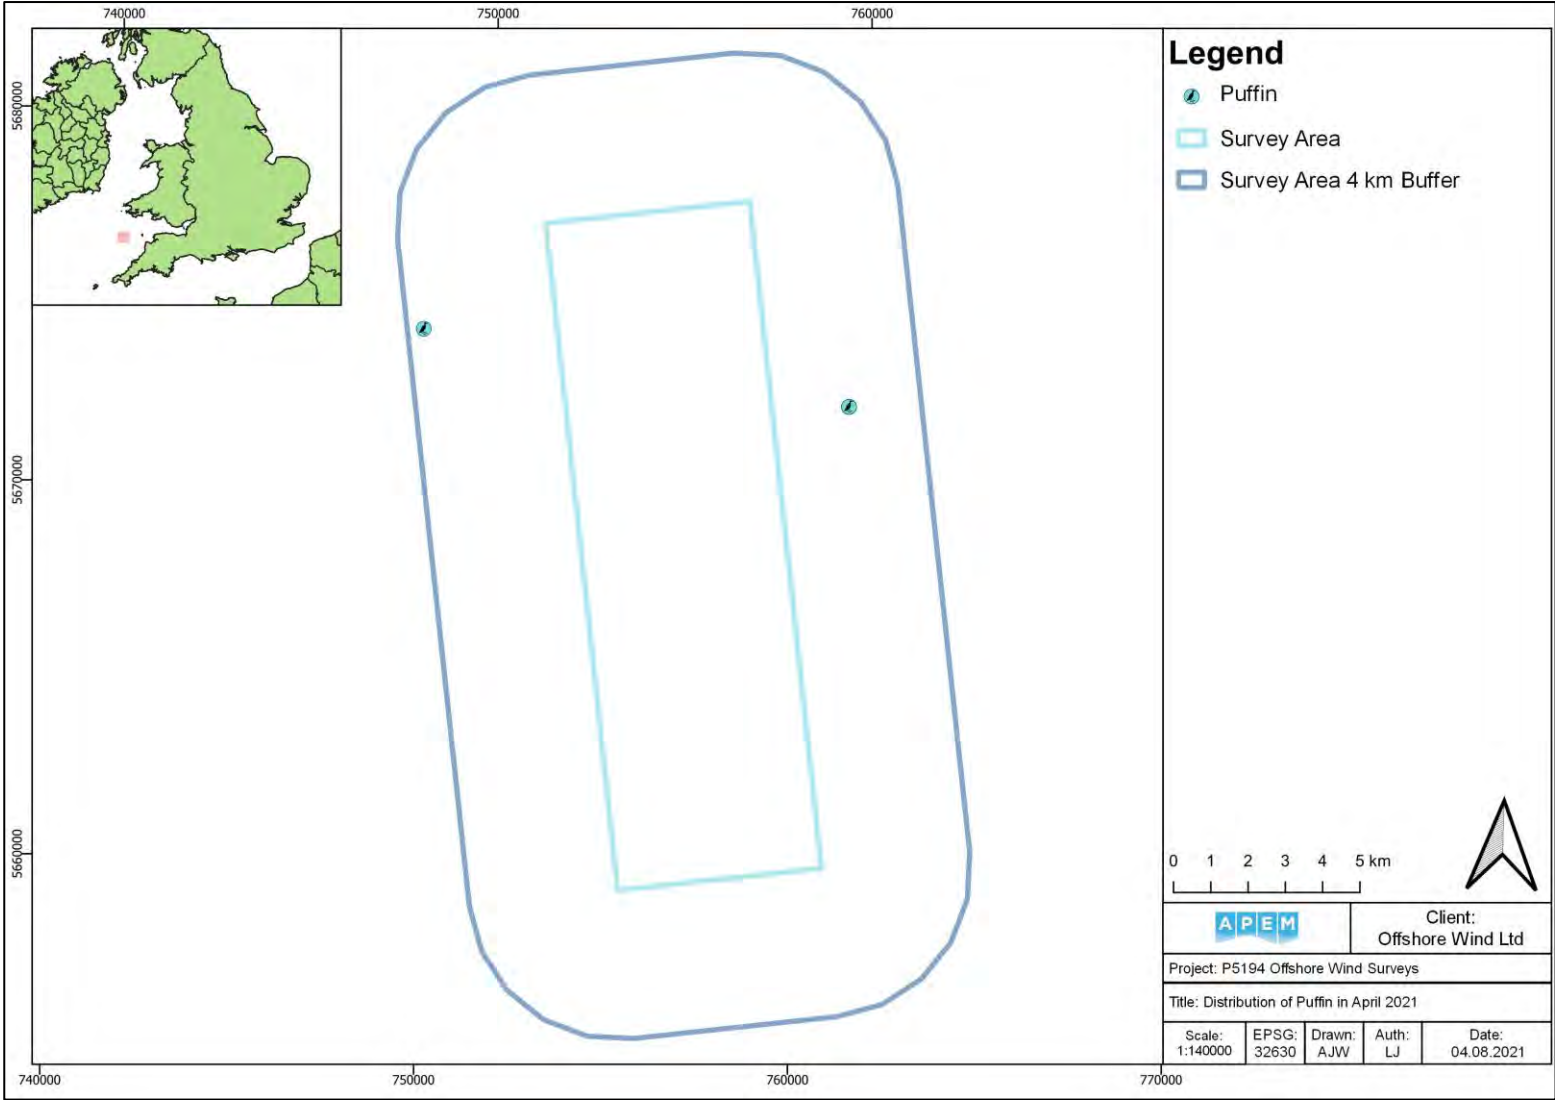 740000
750000
760000
5680000
5670000
5660000
Legend
Puffin
Survey Area
Survey Area 4 km Buffer
0 1 2 3 4 5 km
APEM
Client:
Offshore Wind Ltd
Project: P5194 Offshore Wind Surveys
Title: Distribution of Puffin in April 2021
Scale:
1:140000
EPSG:
32630
Drawn:
AJW
Auth:
LJ
Date:
04.08.2021
740000
750000
760000
770000